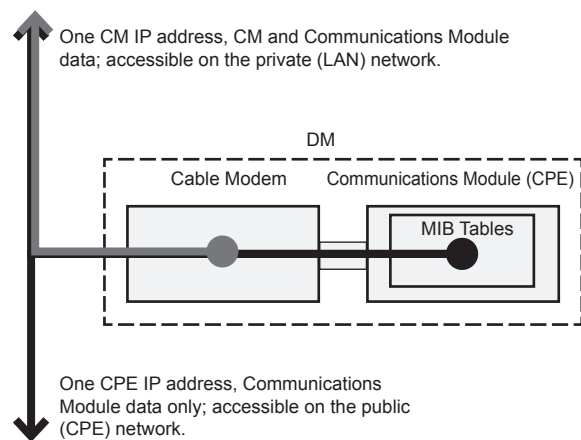 One CM IP address, CM and Communications Module
data; accessible on the private (LAN) network.
DM
Cable Modem
Communications Module (CPE)
MIB Tables
One CPE IP address, Communications
Module data only; accessible on the public
(CPE) network.